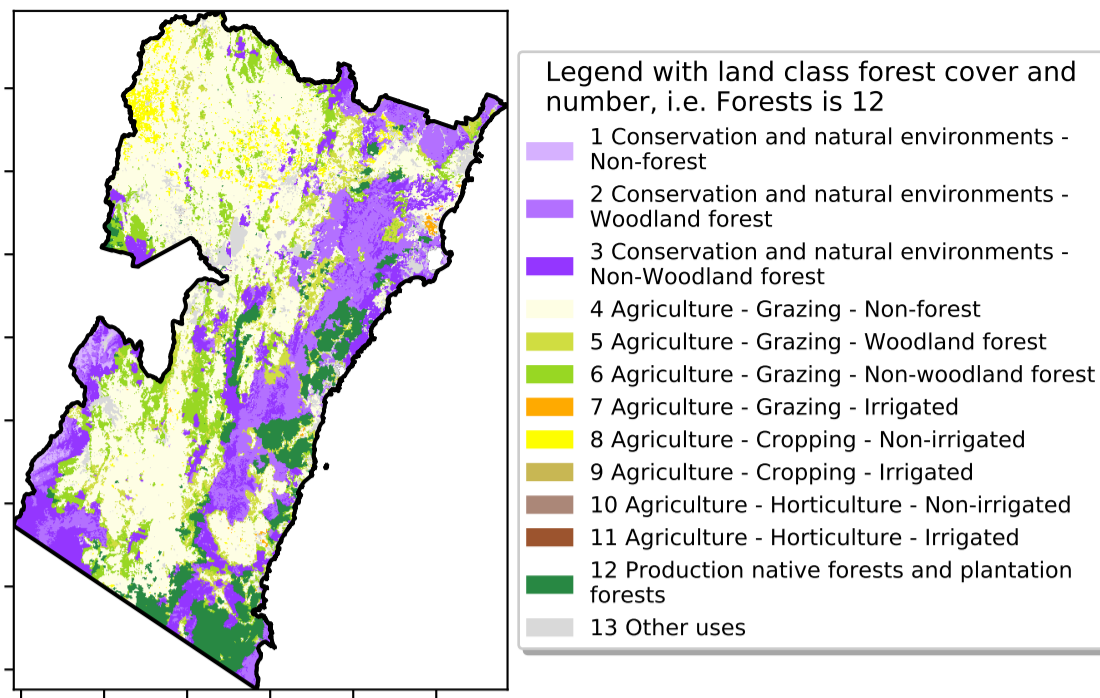 Legend with land class forest cover and
number, i.e. Forests is 12
1 Conservation and natural environments -
Non-forest
2 Conservation and natural environments -
Woodland forest
3 Conservation and natural environments -
Non-Woodland forest
4 Agriculture - Grazing - Non-forest
5 Agriculture - Grazing - Woodland forest
6 Agriculture - Grazing - Non-woodland forest
7 Agriculture - Grazing - Irrigated
8 Agriculture - Cropping - Non-irrigated
9 Agriculture - Cropping - Irrigated
10 Agriculture - Horticulture - Non-irrigated
11 Agriculture - Horticulture - Irrigated
12 Production native forests and plantation
forests
13 Other uses